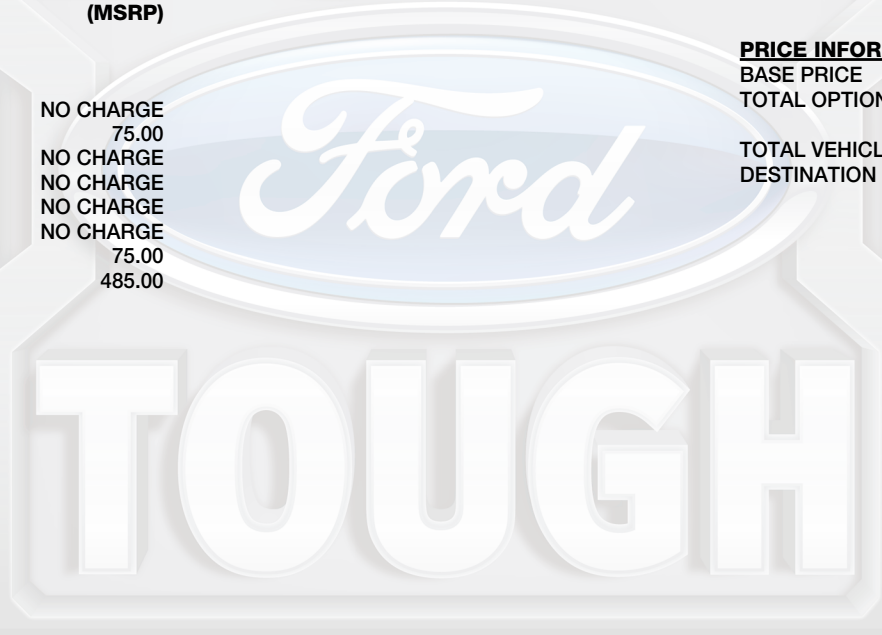 (MSRP)
NO CHARGE
75.00
NO CHARGE
NO CHARGE
NO CHARGE
NO CHARGE
75.00
485.00
PRICE INFOR
BASE PRICE
TOTAL OPTION
TOTAL VEHICL
DESTINATION
Ford
TOUGH